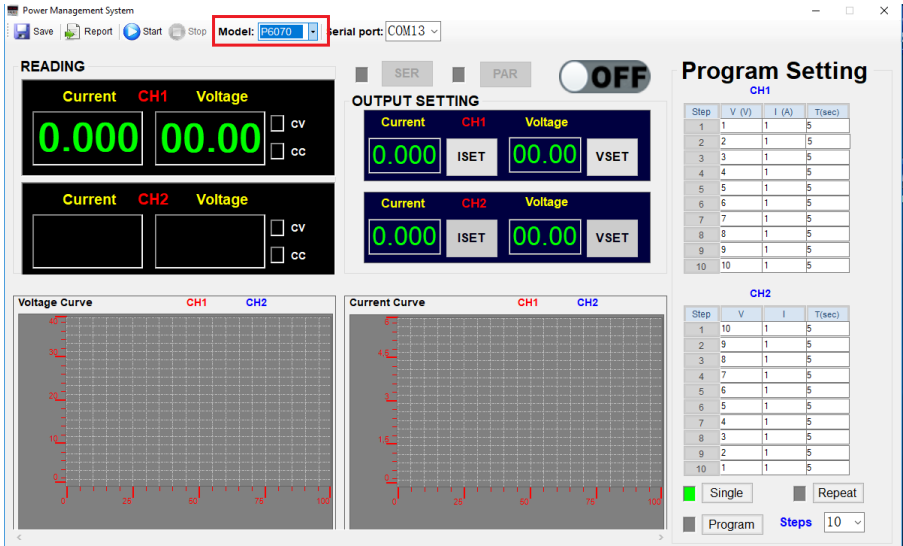 Power Management System
Save Report Start Stop Model: P6070 Serial port: COM13
READING
Current CH1 Voltage
0.000 00.00
cv
cc
Current CH2 Voltage
cv
cc
SER PAR OFF
OUTPUT SETTING
Current CH1 Voltage
0.000 ISET 00.00 VSET
Current CH2 Voltage
0.000 ISET 00.00 VSET
Voltage Curve CH1 CH2
40
30
20
10
0
0 25 50 75 100
Current Curve CH1 CH2
6
4.5
3
1.5
0
0 25 50 75 100
Program Setting
CH1
Step V (V) I (A) T(sec)
1 1 1 5
2 2 1 5
3 3 1 5
4 4 1 5
5 5 1 5
6 6 1 5
7 7 1 5
8 8 1 5
9 9 1 5
10 10 1 5
CH2
Step V I T(sec)
1 10 1 5
2 9 1 5
3 8 1 5
4 7 1 5
5 6 1 5
6 5 1 5
7 4 1 5
8 3 1 5
9 2 1 5
10 1 1 5
Single Repeat
Program Steps 10